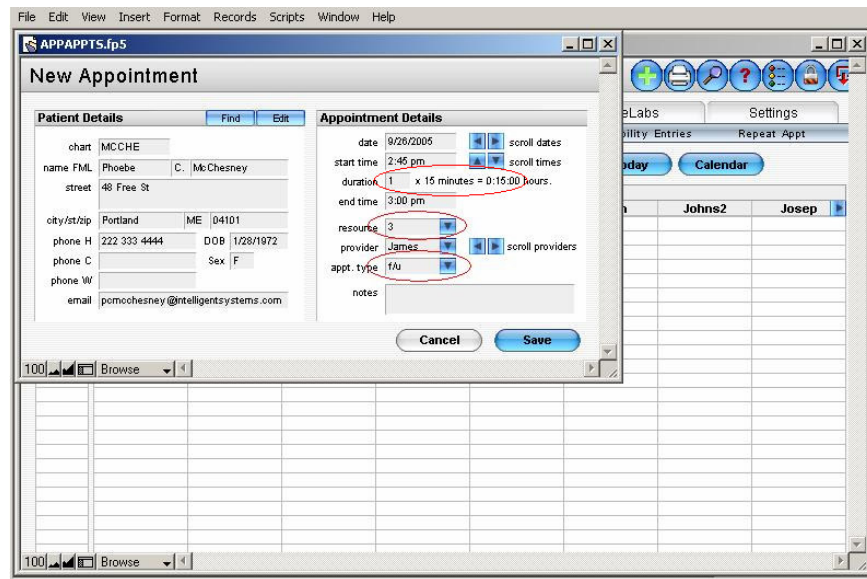 File Edit View Insert Format Records Scripts Window Help
APPAPPTS.fp5
New Appointment
Patient Details Find Edit
chart MCCHE
name FML Phoebe C. McChesney
street 48 Free St
city/st/zip Portland ME 04101
phone H 222 333 4444 DOB 1/28/1972
phone C Sex F
phone W
email pcmcchesney@intelligentsystems.com
Appointment Details
date 9/26/2005 scroll dates
start time 2:45 pm scroll times
duration 1 x 15 minutes = 0:15:00 hours.
end time 3:00 pm
resource 3
provider James scroll providers
appt. type f/u
notes
Cancel Save
100 Browse
?
eLabs Settings
bility Entries Repeat Appt
oday Calendar
n Johns2 Josep
100 Browse